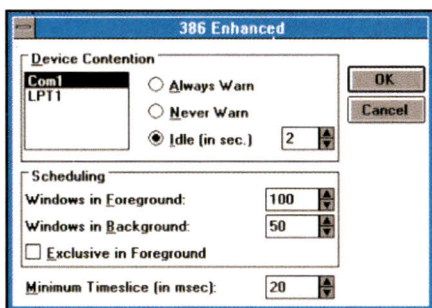 386 Enhanced
Device Contention
Com1
LPT1
Always Warn
Never Warn
Idle (in sec.) 2
OK
Cancel
Scheduling
Windows in Foreground: 100
Windows in Background: 50
Exclusive in Foreground
Minimum Timeslice (in msec): 20